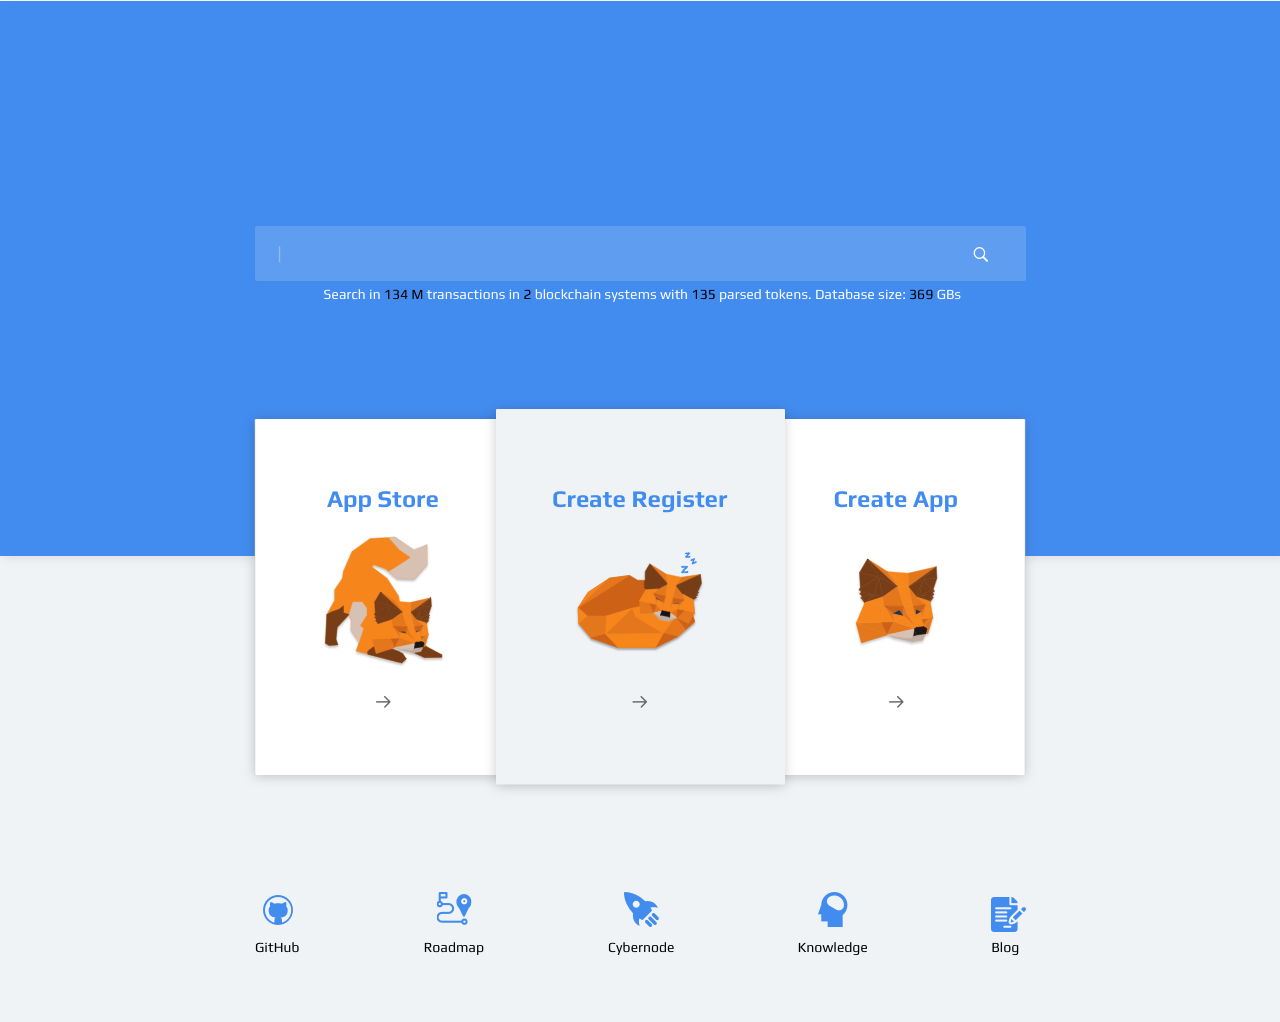 Search in 134 M transactions in 2 blockchain systems with 135 parsed tokens. Database size: 369 GBs
App Store
Create Register
Create App
z z z
GitHub
Roadmap
Cybernode
Knowledge
Blog